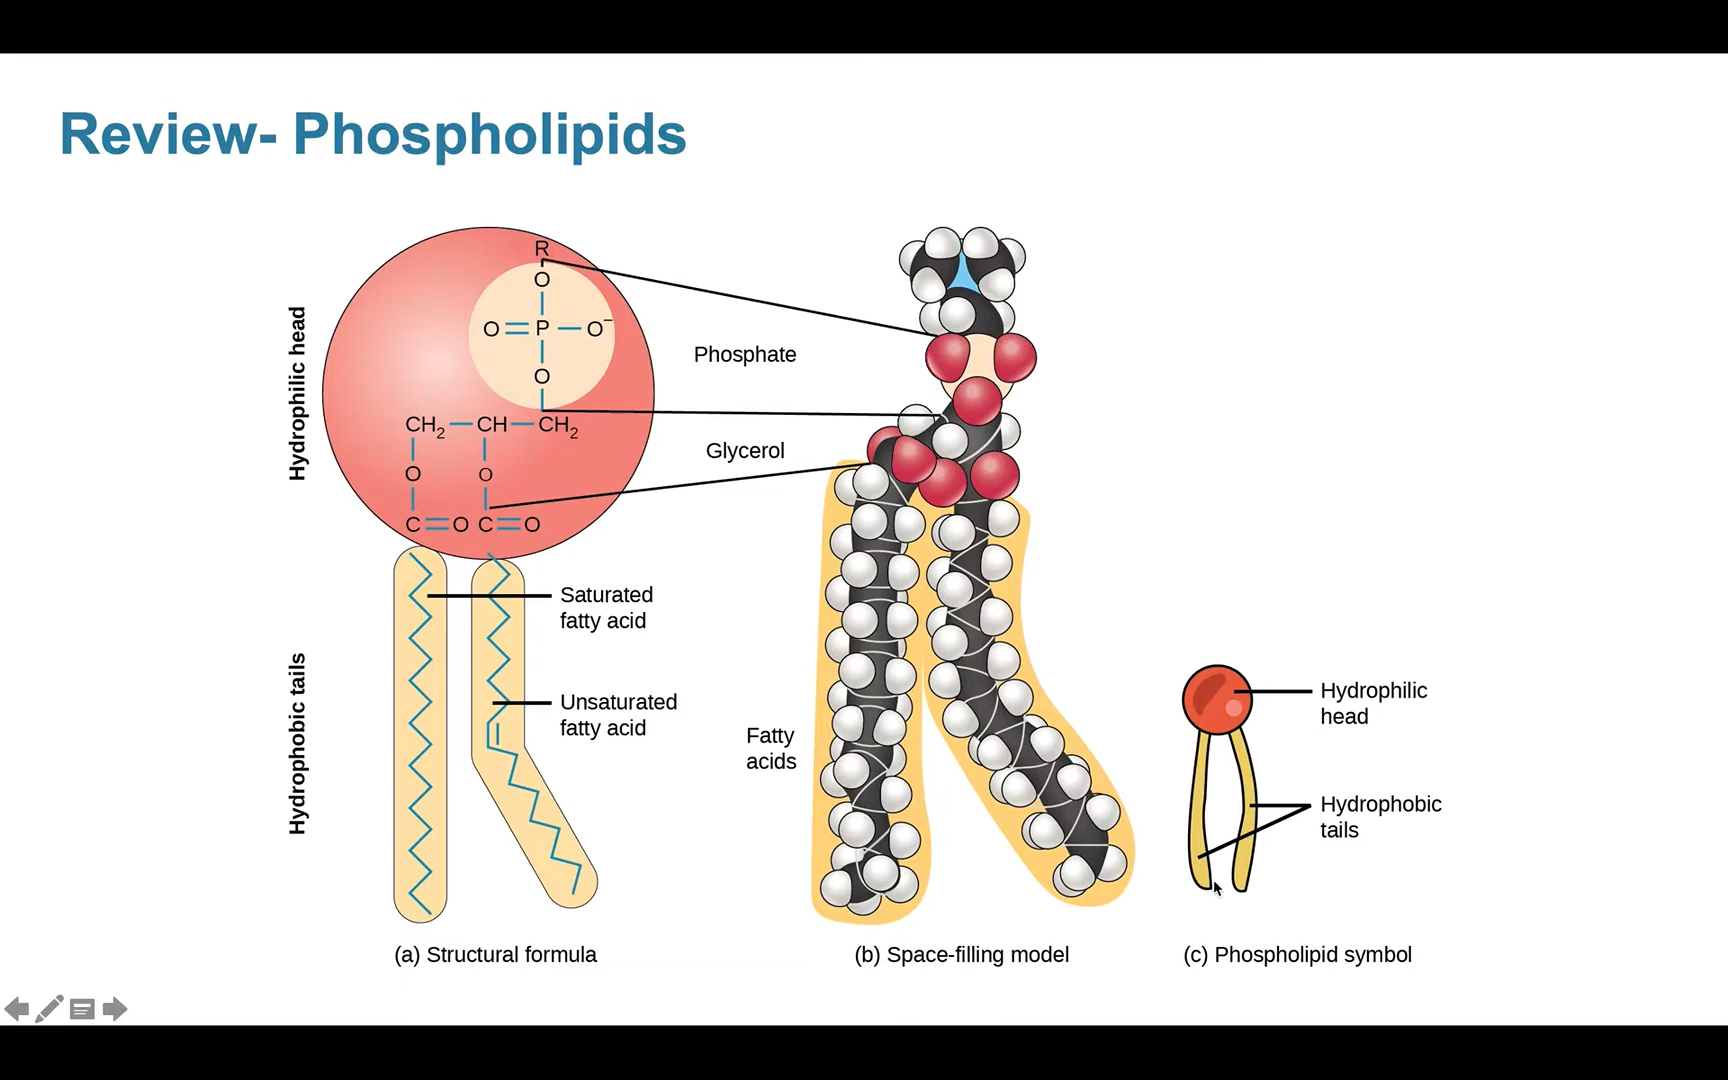 Review- Phospholipids
Hydrophilic head
Hydrophobic tails
R
O
O=P—O⁻
O
CH₂—CH—CH₂
O
O
C=O
C=O
Phosphate
Glycerol
Saturated
fatty acid
Unsaturated
fatty acid
Fatty
acids
Hydrophilic
head
Hydrophobic
tails
(a) Structural formula
(b) Space-filling model
(c) Phospholipid symbol